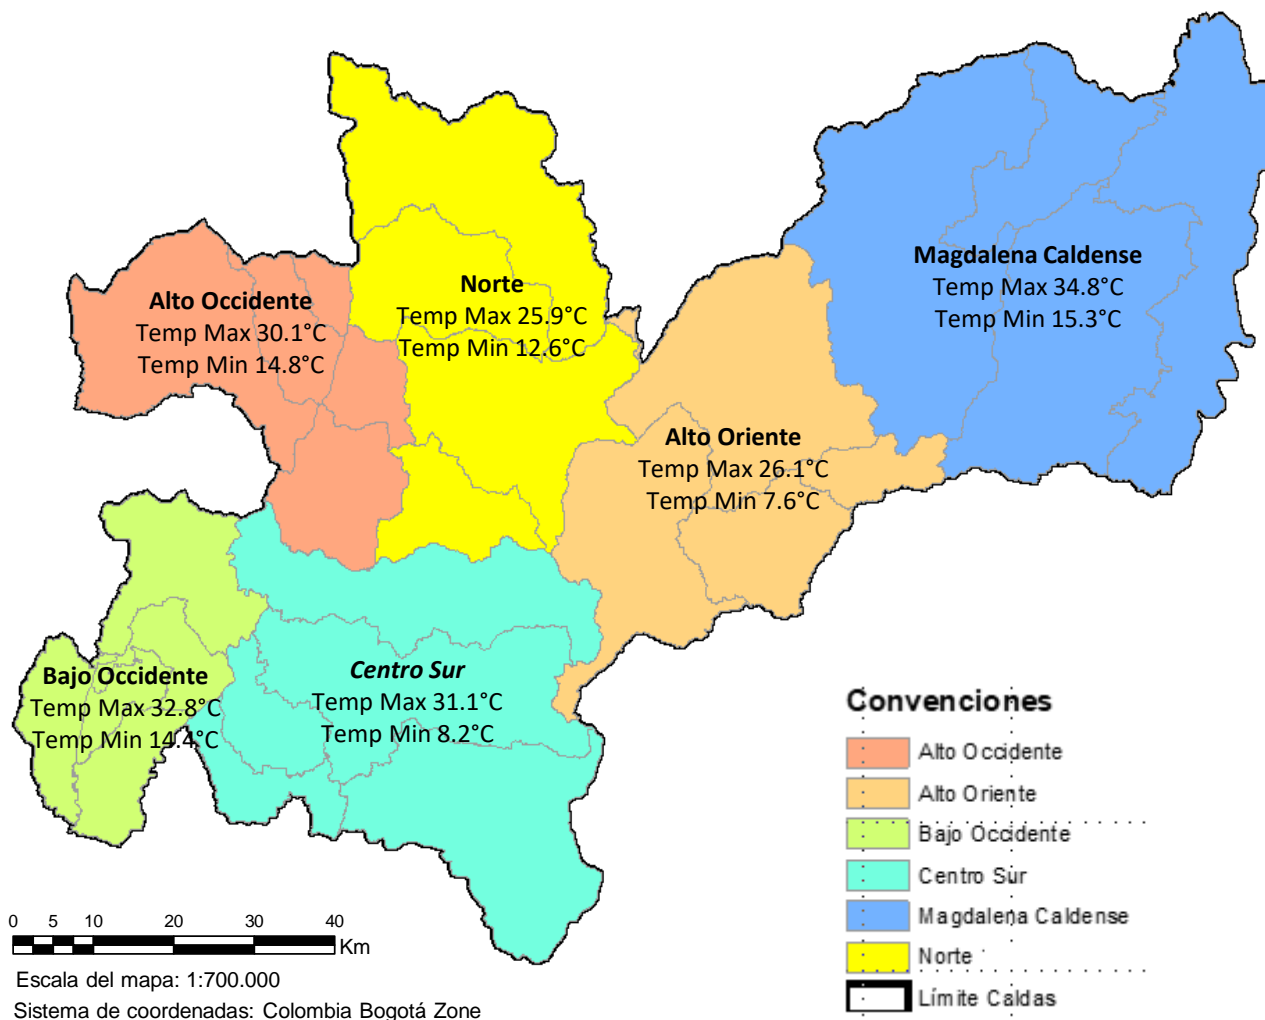 Magdalena Caldense
Temp Max 34.8°C
Temp Min 15.3°C
Norte
Temp Max 25.9°C
Temp Min 12.6°C
Alto Occidente
Temp Max 30.1°C
Temp Min 14.8°C
Alto Oriente
Temp Max 26.1°C
Temp Min 7.6°C
Bajo Occidente
Temp Max 32.8°C
Temp Min 14.4°C
Centro Sur
Temp Max 31.1°C
Temp Min 8.2°C
Convenciones
Alto Occidente
Alto Oriente
Bajo Occidente
Centro Sur
Magdalena Caldense
Norte
Límite Caldas
0 5 10 20 30 40
Km
Escala del mapa: 1:700.000
Sistema de coordenadas: Colombia Bogotá Zone